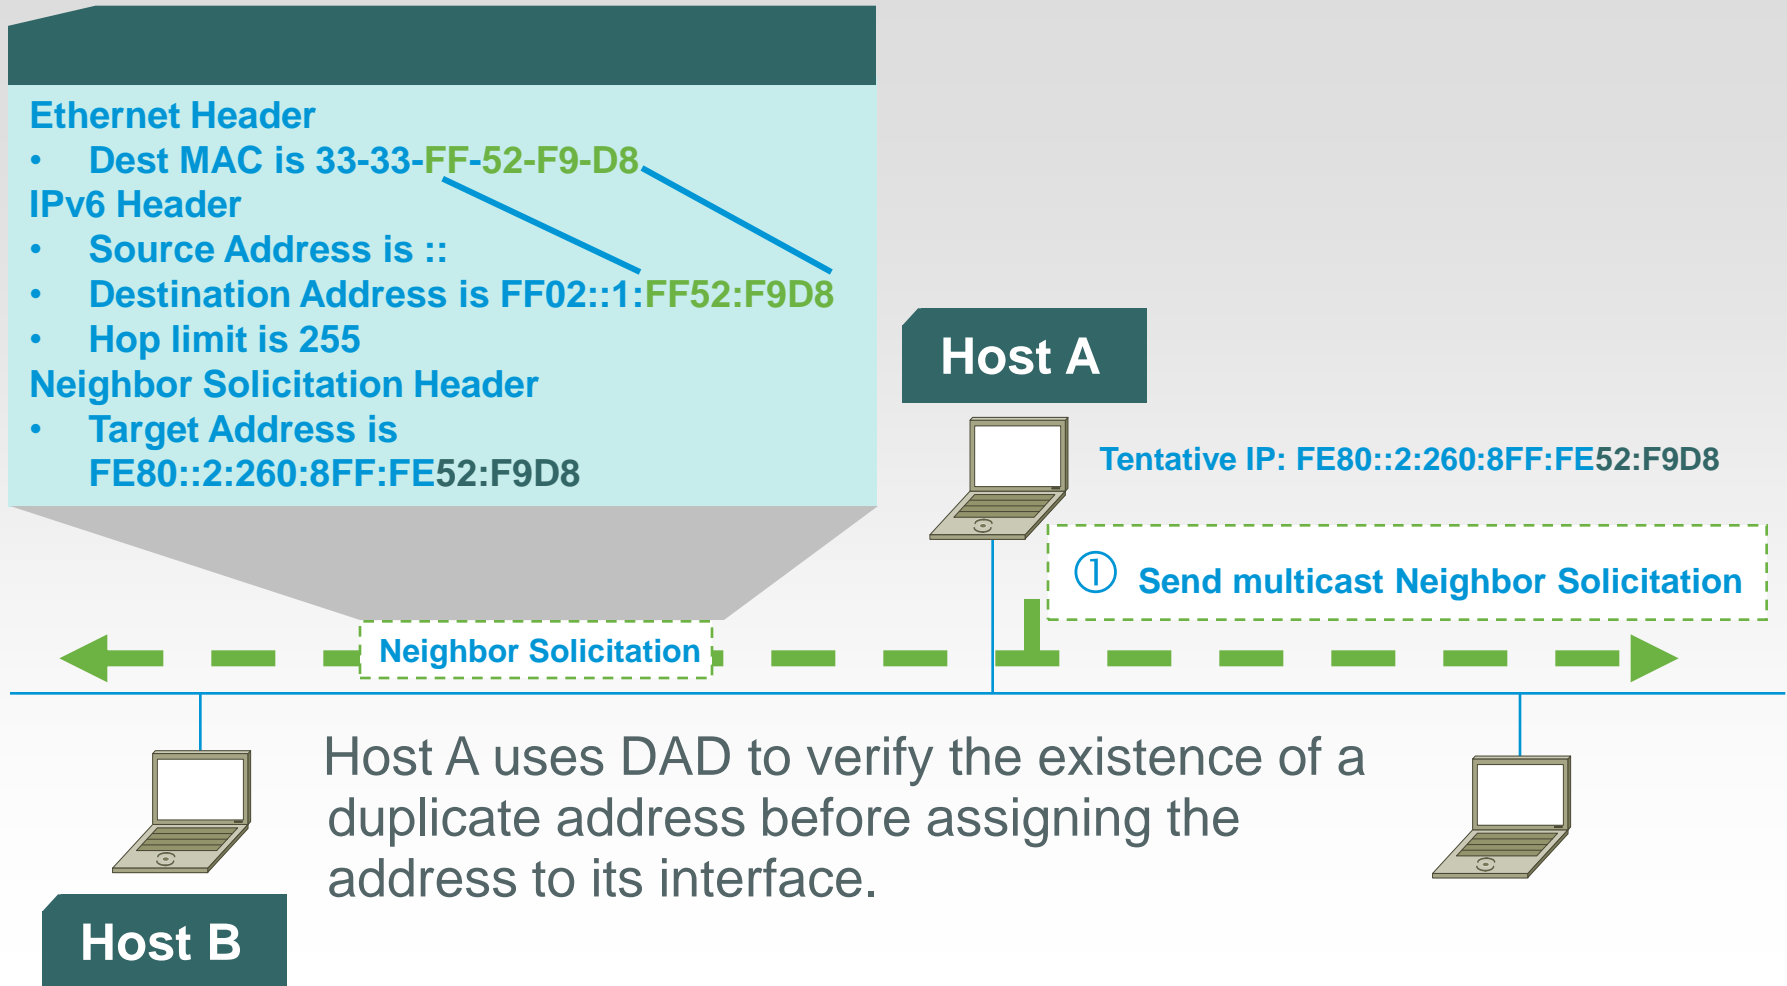 Ethernet Header
• Dest MAC is 33-33-FF-52-F9-D8
IPv6 Header
• Source Address is ::
• Destination Address is FF02::1:FF52:F9D8
• Hop limit is 255
Neighbor Solicitation Header
• Target Address is
FE80::2:260:8FF:FE52:F9D8
Host A
Tentative IP: FE80::2:260:8FF:FE52:F9D8
① Send multicast Neighbor Solicitation
Neighbor Solicitation
Host A uses DAD to verify the existence of a
duplicate address before assigning the
address to its interface.
Host B